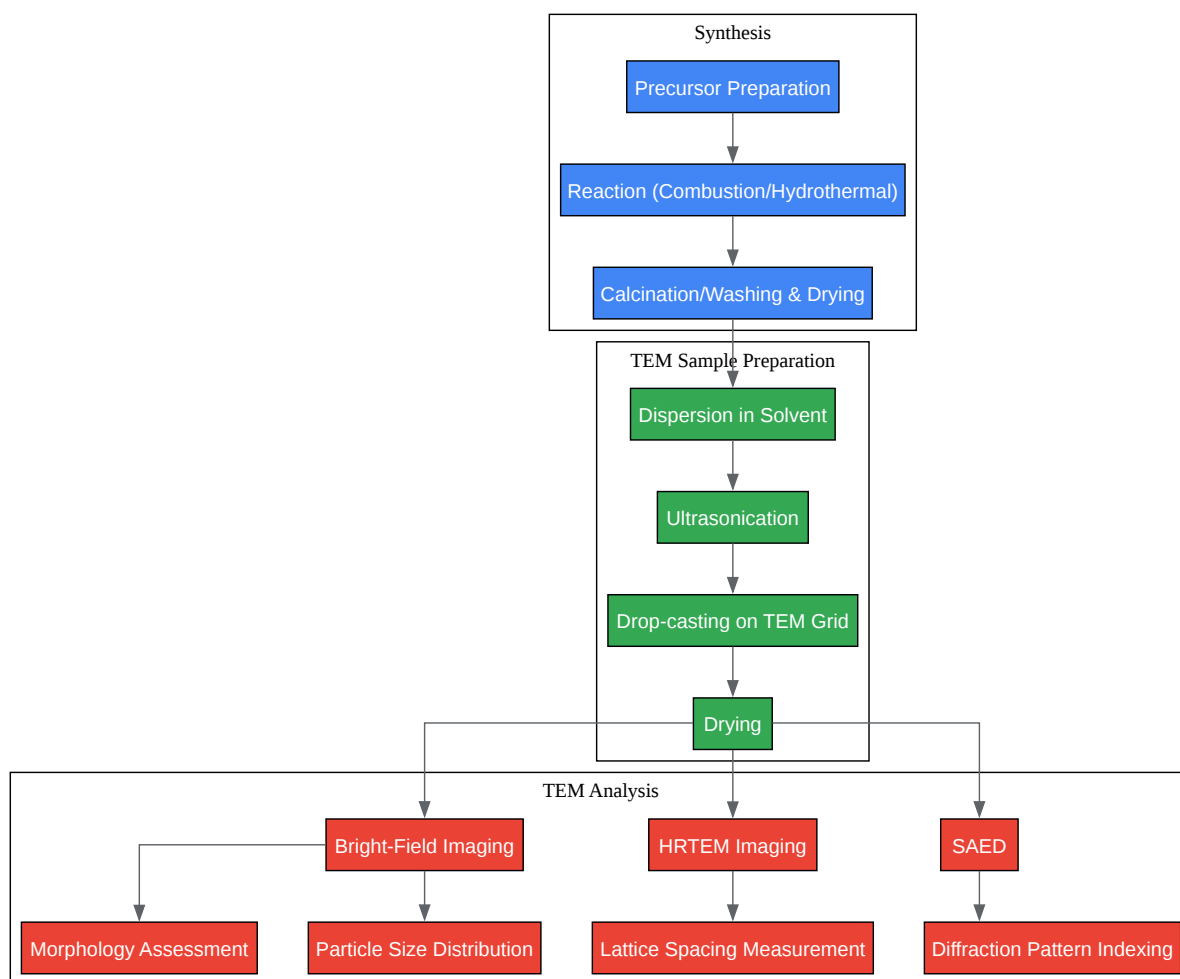 Synthesis
Precursor Preparation
Reaction (Combustion/Hydrothermal)
Calcination/Washing & Drying
TEM Sample Preparation
Dispersion in Solvent
Ultrasonication
Drop-casting on TEM Grid
Drying
TEM Analysis
Bright-Field Imaging
HRTEM Imaging
SAED
Morphology Assessment
Particle Size Distribution
Lattice Spacing Measurement
Diffraction Pattern Indexing